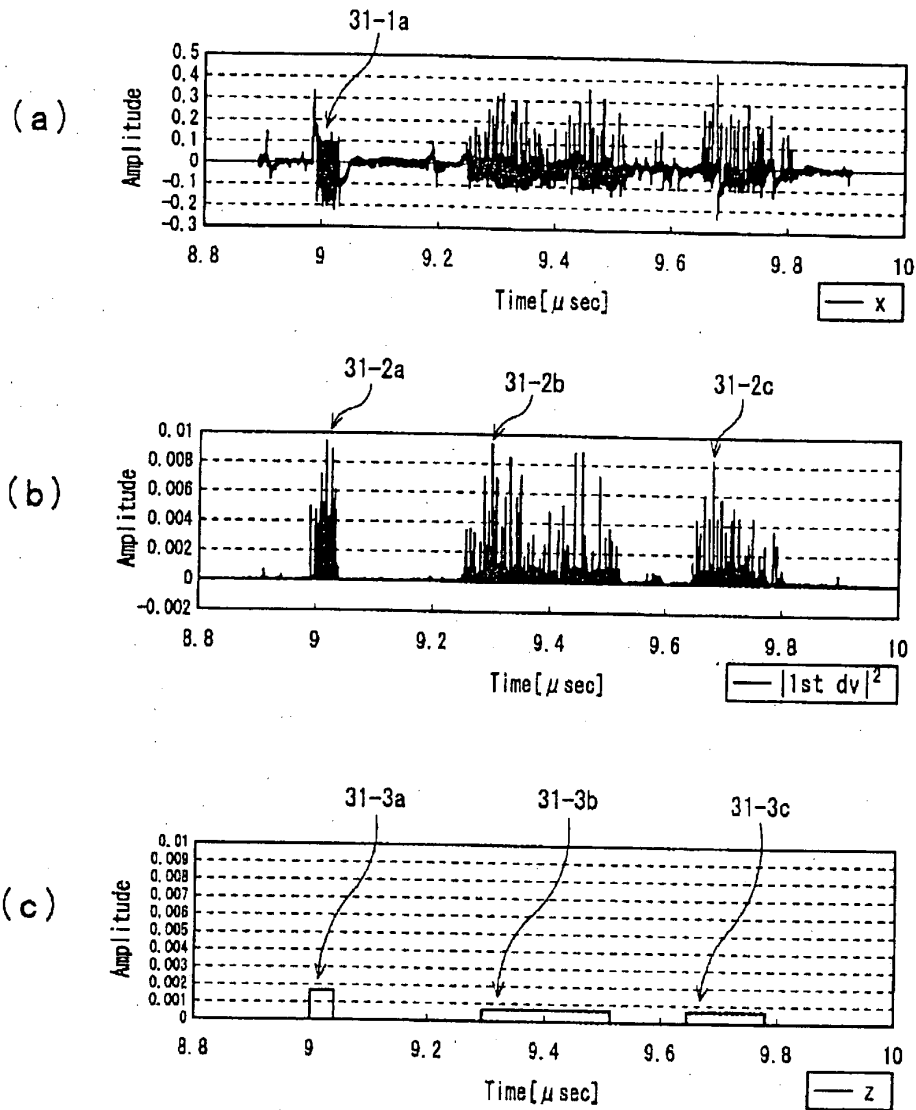 31-1a
(a)
Amplitude
0.5
0.4
0.3
0.2
0.1
0
-0.1
-0.2
-0.3
8.8 9 9.2 9.4 9.6 9.8 10
Time[μsec]
x
31-2a 31-2b 31-2c
(b)
Amplitude
0.01
0.008
0.006
0.004
0.002
0
-0.002
8.8 9 9.2 9.4 9.6 9.8 10
Time[μsec]
|1st dv|²
31-3a 31-3b 31-3c
(c)
Amplitude
0.01
0.009
0.008
0.007
0.006
0.005
0.004
0.003
0.002
0.001
0
8.8 9 9.2 9.4 9.6 9.8 10
Time[μsec]
z